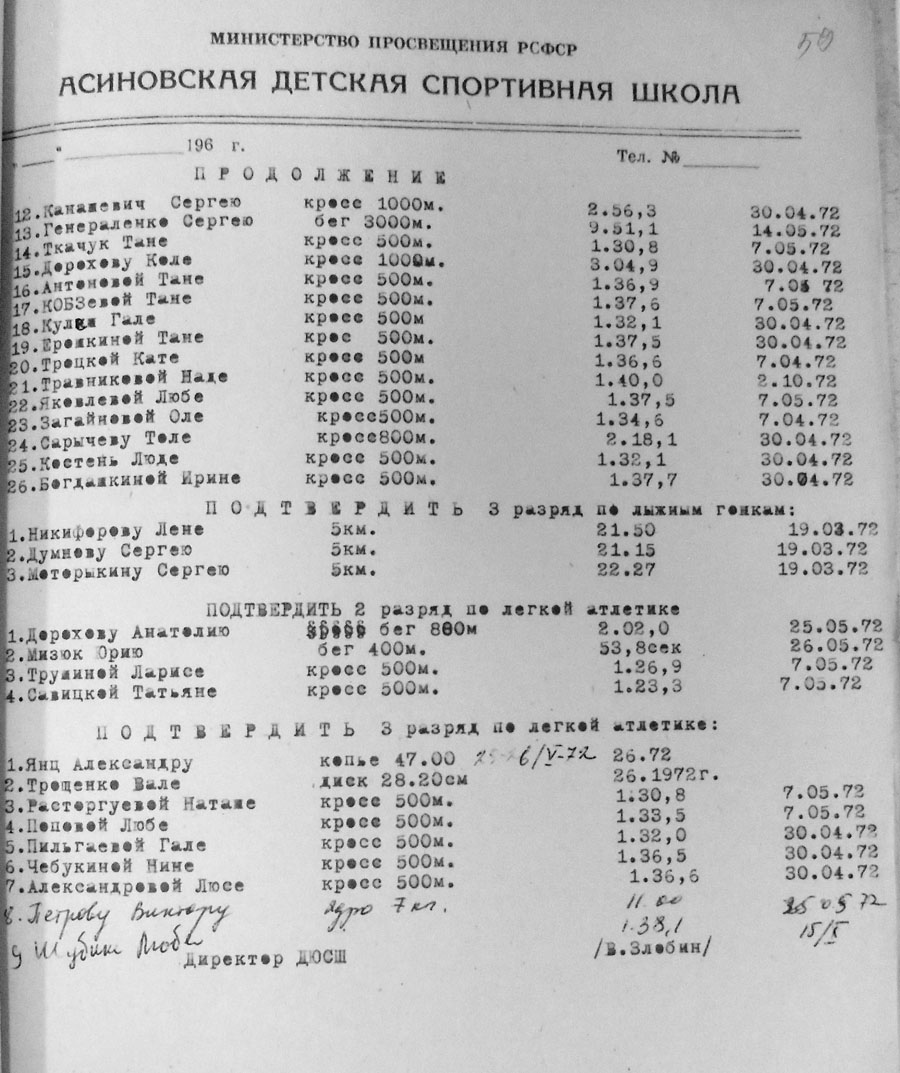 59
МИНИСТЕРСТВО ПРОСВЕЩЕНИЯ РСФСР
АСИНОВСКАЯ ДЕТСКАЯ СПОРТИВНАЯ ШКОЛА
„___“ ____________ 196 г. Тел. № ________
П Р О Д О Л Ж Е Н И Е
12.Каналевич Сергею кросс 1000м. 2.56,3 30.04.72
13.Генераленко Сергею бег 3000м. 9.51,1 14.05.72
14.Ткачук Тане кросс 500м. 1.30,8 7.05.72
15.Дорохову Коле кросс 1000м. 3.04,9 30.04.72
16.Антоновой Тане кросс 500м. 1.36,9 7.05 72
17.КОБЗевой Тане кросс 500м. 1.37,6 7.05.72
18.Гале кросс 500м 1.32,1 30.04.72
19.Ерошкиной Тане крос 500м. 1.37,5 30.04.72
20.Троцкой Кате кросс 500м 1.36,6 7.04.72
21.Травниковой Наде кросс 500м. 1.40,0 2.10.72
22.Яковлевой Любе кросс 500м. 1.37,5 7.05.72
23.Загайновой Оле кросс500м. 1.34,6 7.04.72
24.Сарычеву Толе кросс800м. 2.18,1 30.04.72
25.Костень Люде кросс 500м. 1.32,1 30.04.72
26.Богдашкиной Ирине кросс 500м. 1.37,7 30.04.72
П О Д Т В Е Р Д И Т Ь 3 разряд по лыжным гонкам:
1.Никифорову Лене 5км. 21.50 19.03.72
2.Думнову Сергею 5км. 21.15 19.03.72
3.Моторыкину Сергею 5км. 22.27 19.03.72
ПОДТВЕРДИТЬ 2 разряд по легкой атлетике
1.Дорохову Анатолию бег 800м 2.02,0 25.05.72
2.Мизюк Юрию бег 400м. 53,8сек 26.05.72
3.Трушиной Ларисе кросс 500м. 1.26,9 7.05.72
4.Савицкой Татьяне кросс 500м. 1.23,3 7.05.72
П О Д Т В Е Р Д И Т Ь 3 разряд по легкой атлетике:
1.Янц Александру копье 47.00 6/V-72 26.72
2.Трощенко Вале диск 28.20см 26.1972г.
3.Расторгуевой Наташе кросс 500м. 1.30,8 7.05.72
4.Поповой Любе кросс 500м. 1.33,5 7.05.72
5.Пильгаевой Гале кросс 500м. 1.32,0 30.04.72
6.Чебукиной Нине кросс 500м. 1.36,5 30.04.72
7.Александровой Люсе кросс 500м. 1.36,6 30.04.72
8. Петрову Виктору ядро 7 кг. 11.00 25 05 72
9 Шубина Люба 1.38,1 15/X
Директор ДЮСШ /В.Злобин/